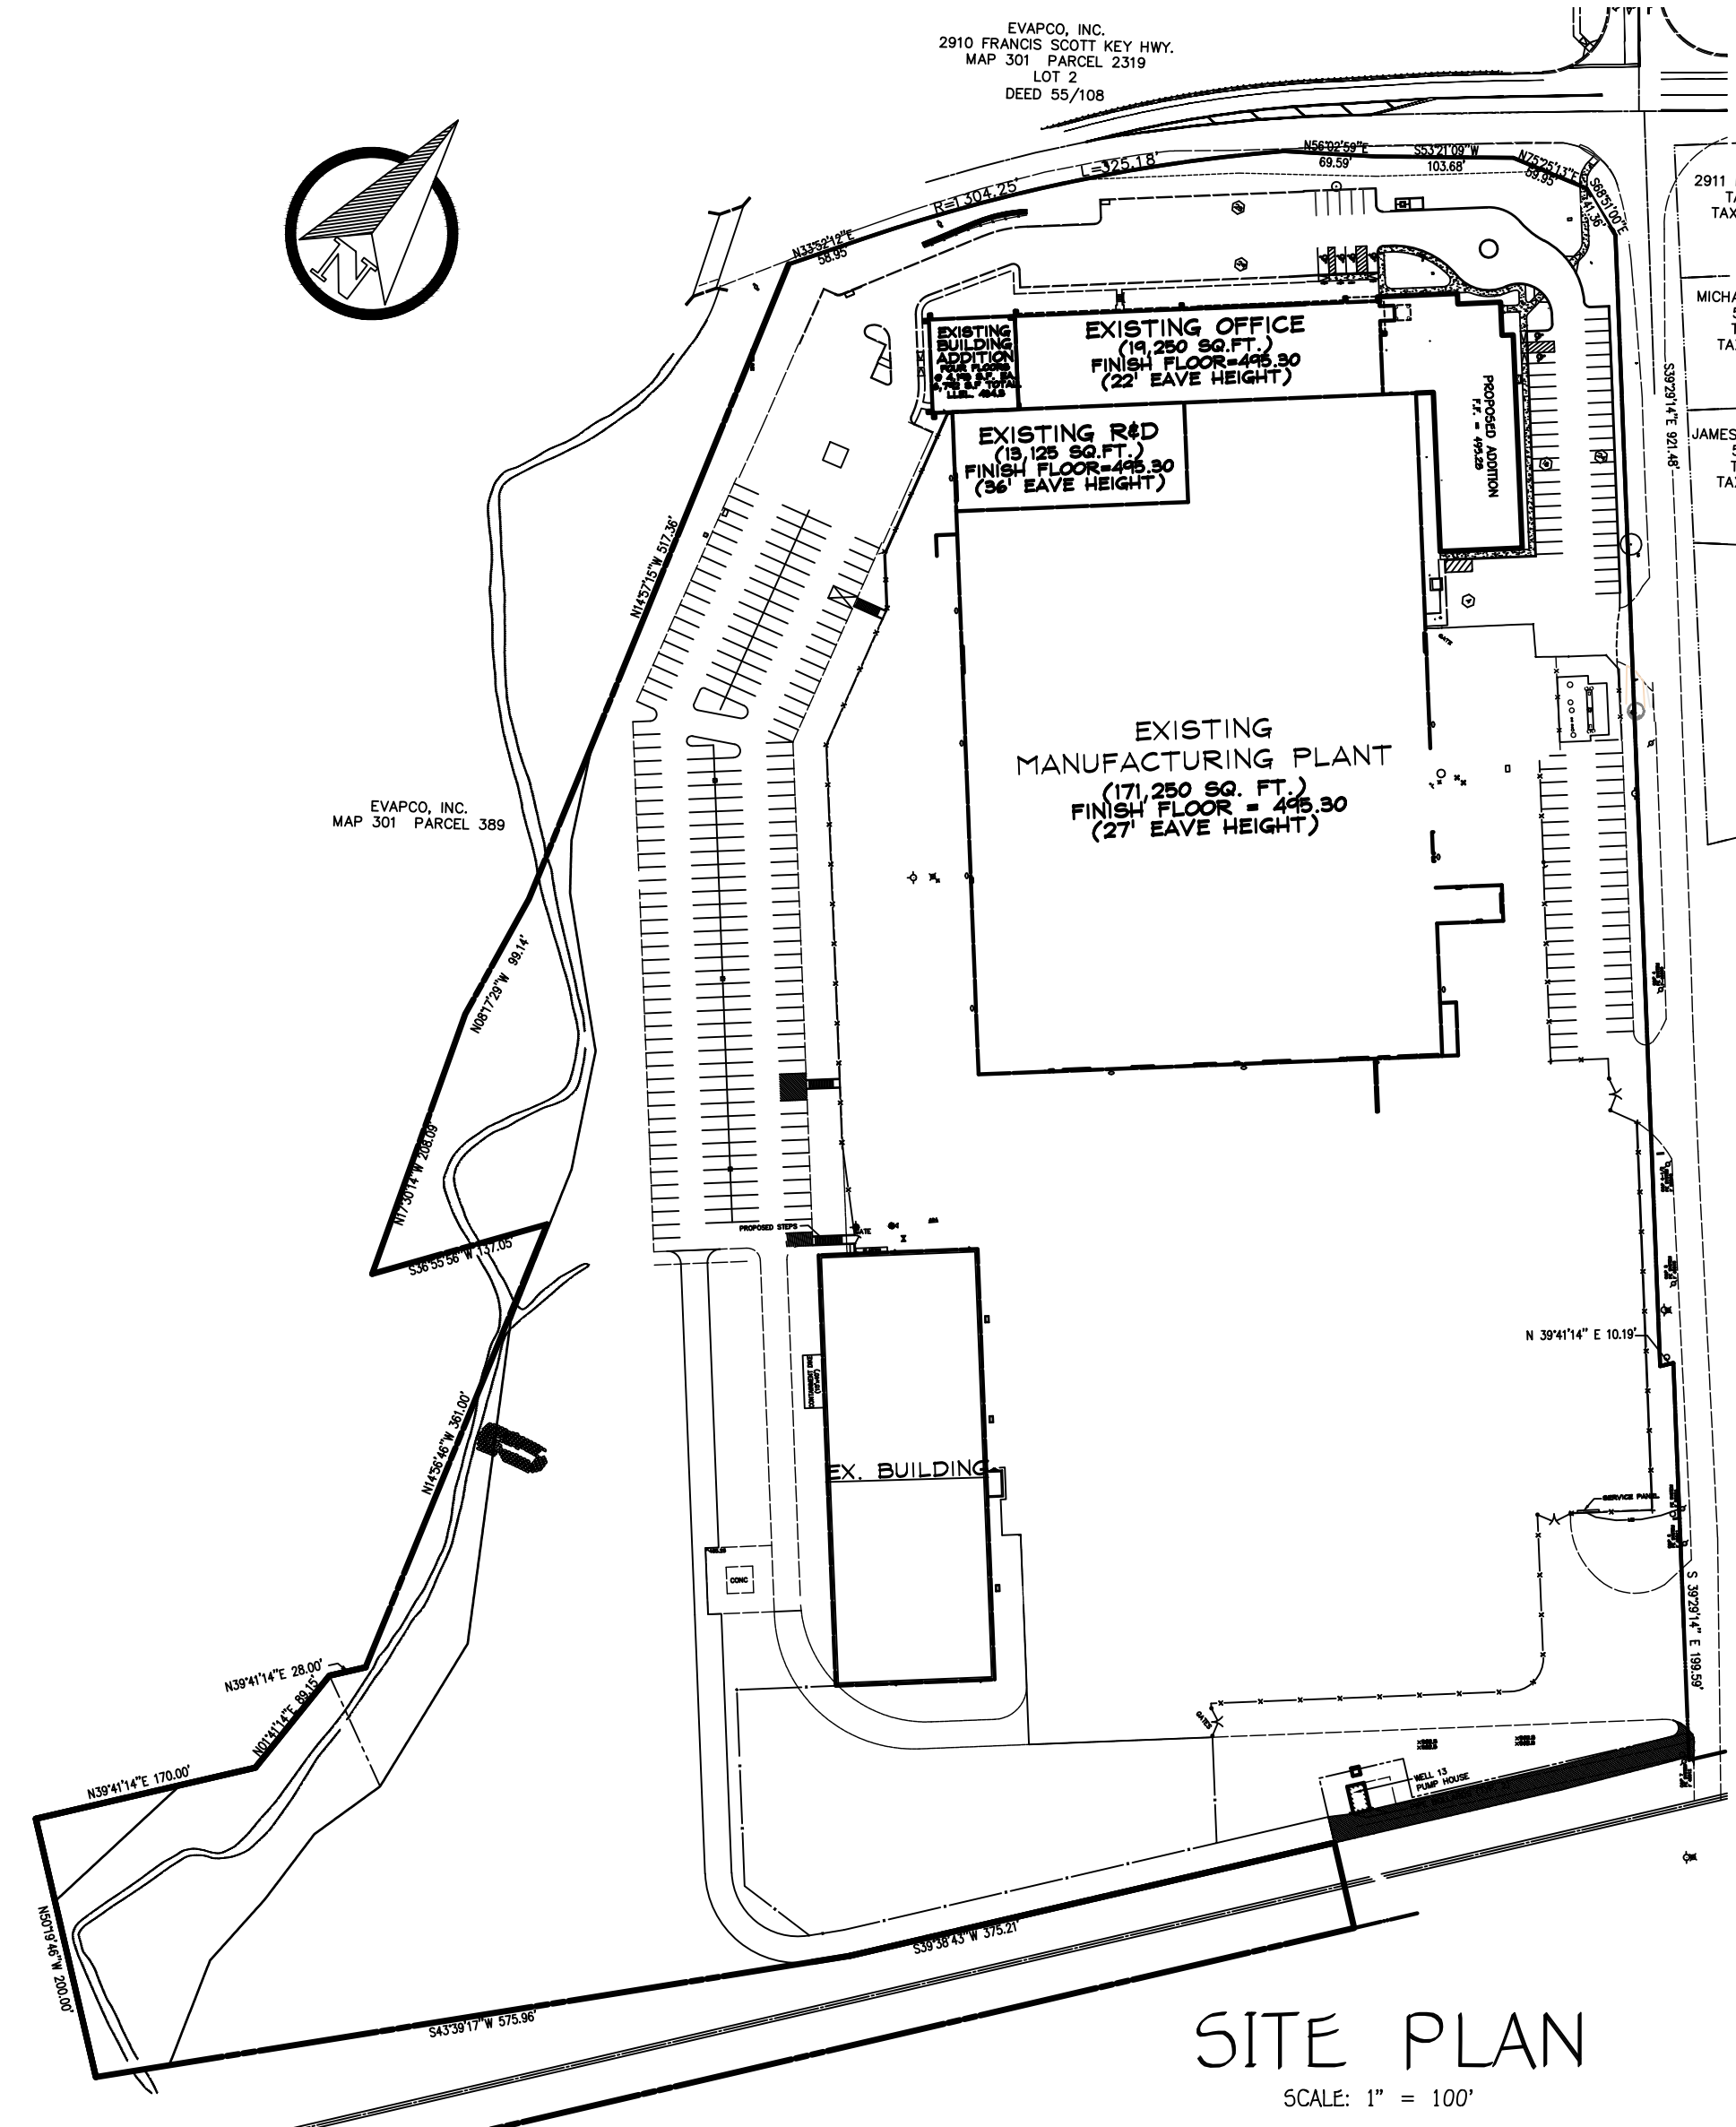 EVAPCO, INC.
2910 FRANCIS SCOTT KEY HWY.
MAP 301 PARCEL 2319
LOT 2
DEED 55/108
N
N33°52'12"E
58.95'
R=1304.25'
L=325.18'
N56°02'59"E
69.59'
S53°21'09"W
103.68'
N75°25'13"E
59.95'
S68°51'00"E
41.36'
2911
MICHA
JAMES
S39°29'14"E 921.48'
EXISTING
BUILDING
ADDITION
FOUR FLOORS
EXISTING OFFICE
(19,250 SQ.FT.)
FINISH FLOOR=495.30
(22' EAVE HEIGHT)
EXISTING R&D
(13,125 SQ.FT.)
FINISH FLOOR=495.30
(36' EAVE HEIGHT)
PROPOSED ADDITION
F.F. = 495.25
GATE
N14°57'15"W 517.36'
EXISTING
MANUFACTURING PLANT
(171,250 SQ. FT.)
FINISH FLOOR = 495.30
(27' EAVE HEIGHT)
EVAPCO, INC.
MAP 301 PARCEL 389
N08°17'29"W 99.14'
N17°30'14"W 208.09'
S36°55'56"W 137.05'
PROPOSED STEPS
GATE
N 39°41'14" E 10.19'
N14°56'46"W 361.00'
EX. BUILDING
SERVICE PANEL
CONC
S 39°29'14" E 199.59'
N39°41'14"E 28.00'
N01°41'14"E 89.15'
N39°41'14"E 170.00'
GATES
WELL 13
PUMP HOUSE
N50°19'46"W 200.00'
S39°38'43"W 375.21'
S43°39'17"W 575.96'
SITE PLAN
SCALE: 1" = 100'